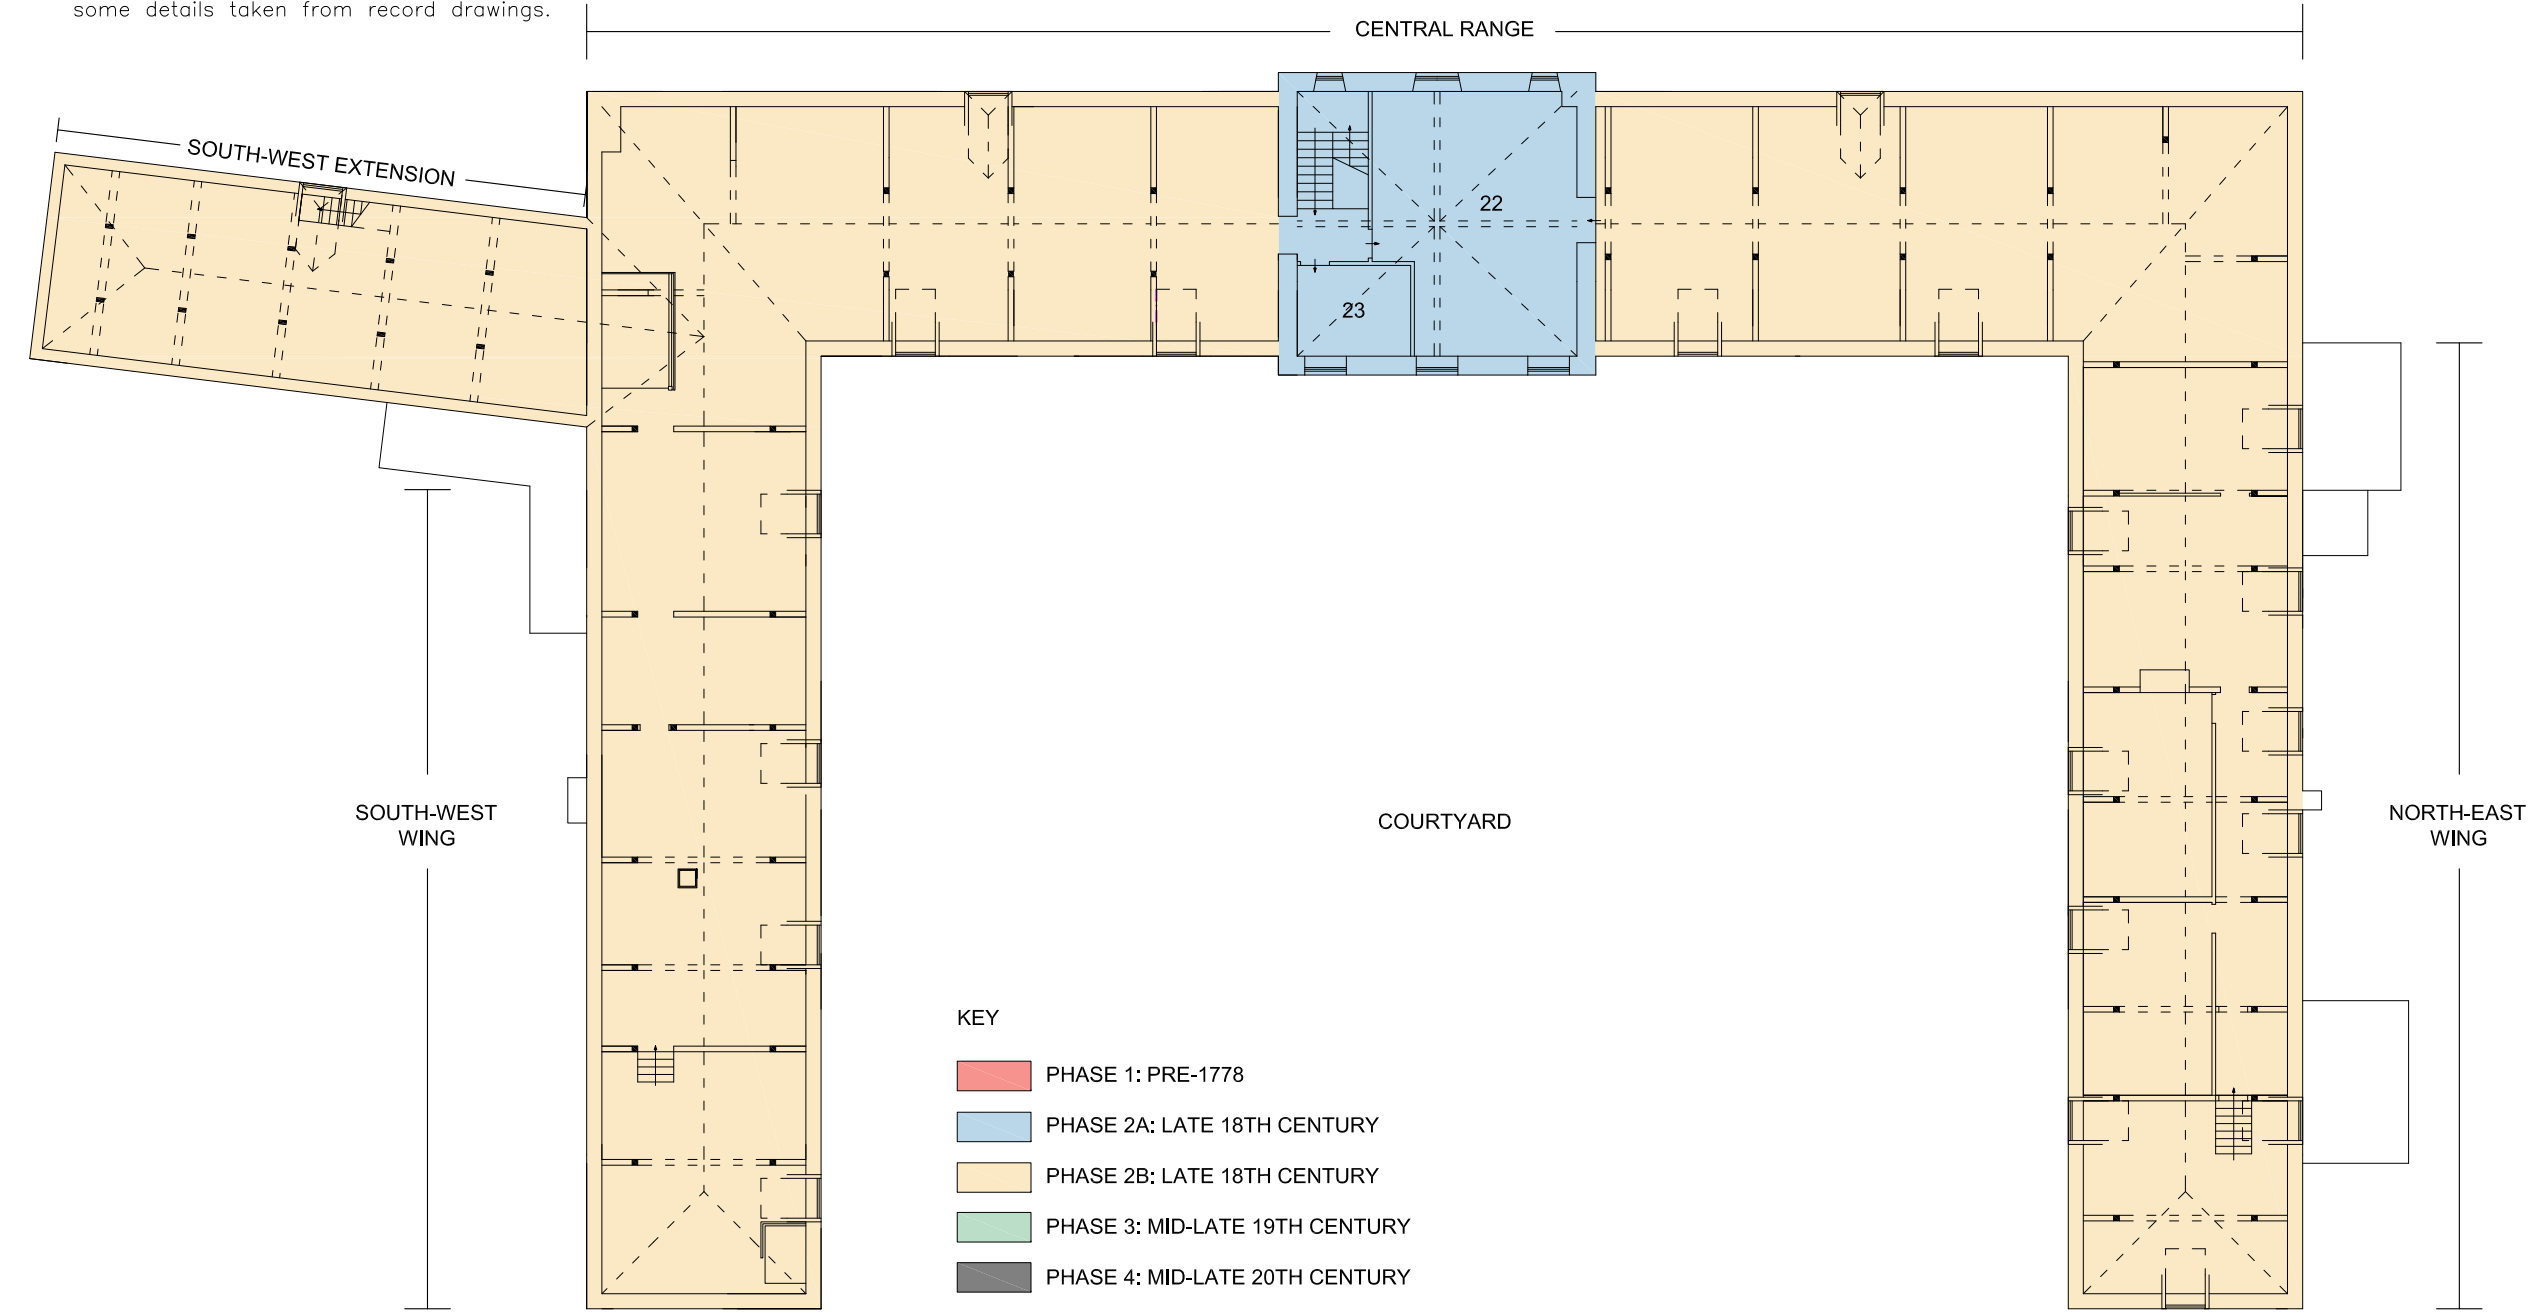 some details taken from record drawings.
CENTRAL RANGE
SOUTH-WEST EXTENSION
22
23
SOUTH-WEST
WING
COURTYARD
NORTH-EAST
WING
KEY
PHASE 1: PRE-1778
PHASE 2A: LATE 18TH CENTURY
PHASE 2B: LATE 18TH CENTURY
PHASE 3: MID-LATE 19TH CENTURY
PHASE 4: MID-LATE 20TH CENTURY